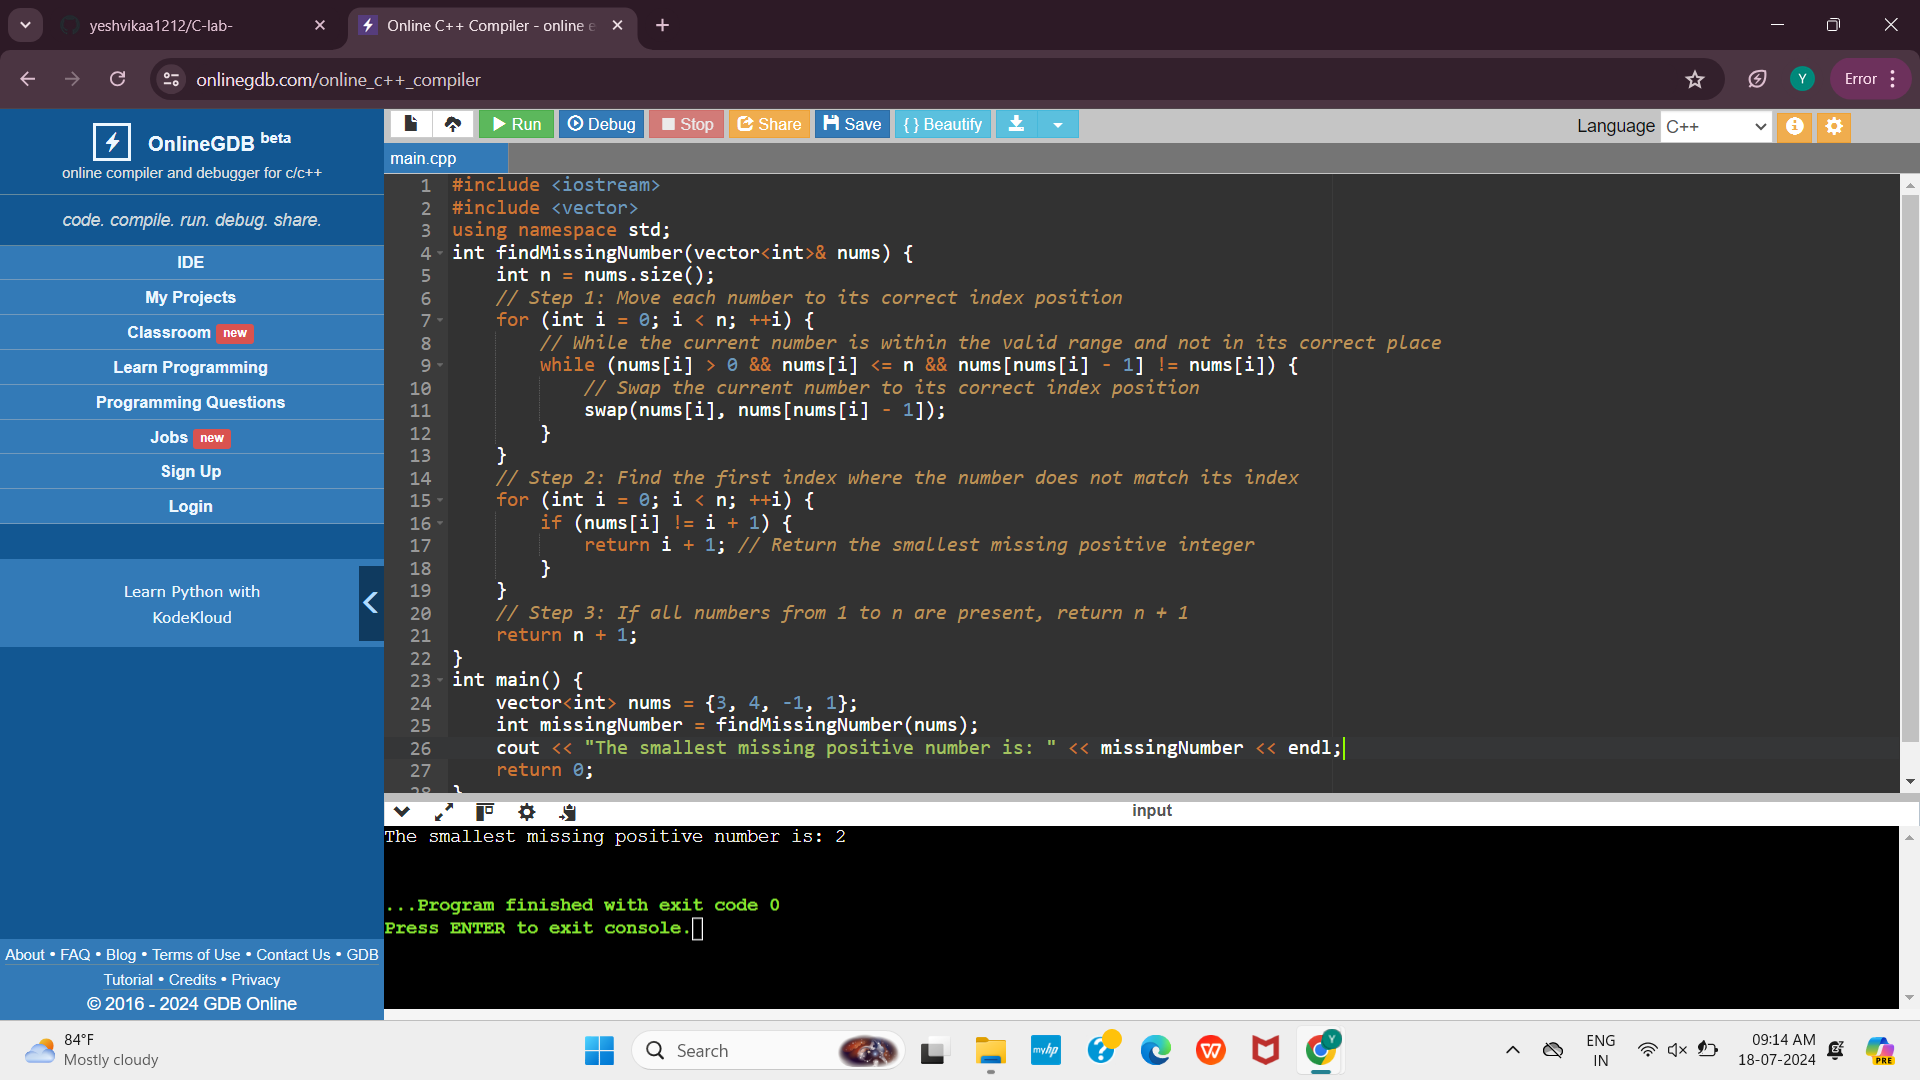 yeshvikaa1212/C-lab-
Online C++ Compiler - online e
onlinegdb.com/online_c++_compiler
Y
Error
OnlineGDB beta
online compiler and debugger for c/c++
code. compile. run. debug. share.
IDE
My Projects
Classroom new
Learn Programming
Programming Questions
Jobs new
Sign Up
Login
Learn Python with
KodeKloud
About • FAQ • Blog • Terms of Use • Contact Us • GDB
Tutorial • Credits • Privacy
© 2016 - 2024 GDB Online
Run Debug Stop Share Save { } Beautify
Language C++
main.cpp
1 #include <iostream>
2 #include <vector>
3 using namespace std;
4 int findMissingNumber(vector<int>& nums) {
5     int n = nums.size();
6     // Step 1: Move each number to its correct index position
7     for (int i = 0; i < n; ++i) {
8         // While the current number is within the valid range and not in its correct place
9         while (nums[i] > 0 && nums[i] <= n && nums[nums[i] - 1] != nums[i]) {
10             // Swap the current number to its correct index position
11             swap(nums[i], nums[nums[i] - 1]);
12         }
13     }
14     // Step 2: Find the first index where the number does not match its index
15     for (int i = 0; i < n; ++i) {
16         if (nums[i] != i + 1) {
17             return i + 1; // Return the smallest missing positive integer
18         }
19     }
20     // Step 3: If all numbers from 1 to n are present, return n + 1
21     return n + 1;
22 }
23 int main() {
24     vector<int> nums = {3, 4, -1, 1};
25     int missingNumber = findMissingNumber(nums);
26     cout << "The smallest missing positive number is: " << missingNumber << endl;
27     return 0;
28 }
input
The smallest missing positive number is: 2
...Program finished with exit code 0
Press ENTER to exit console.
84°F
Mostly cloudy
Search
myhp
Y
ENG
IN
09:14 AM
18-07-2024
PRE